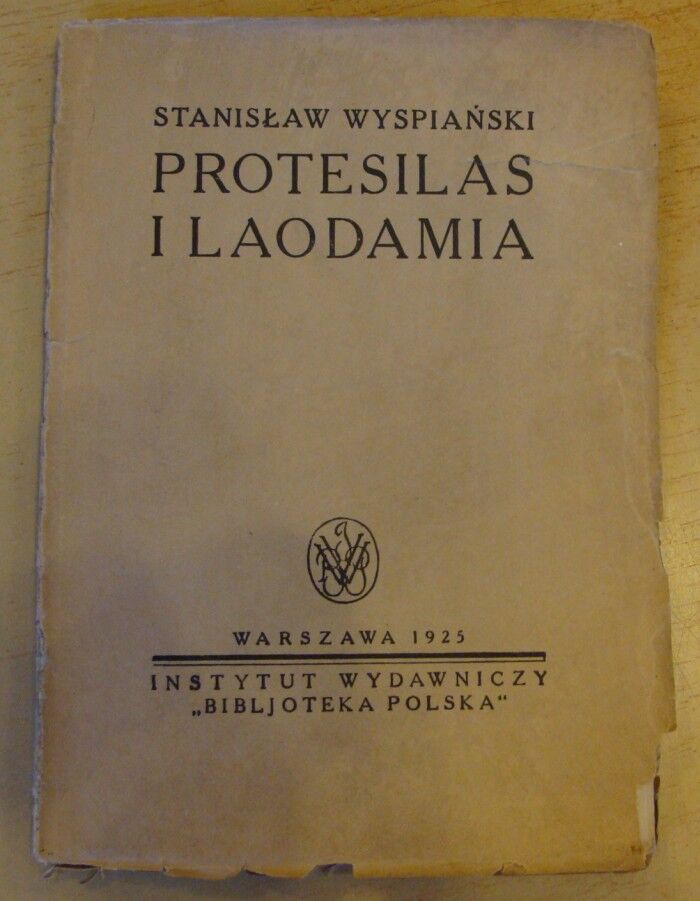 STANISŁAW WYSPIAŃSKI
PROTESILAS
I LAODAMIA
WARSZAWA 1925
INSTYTUT WYDAWNICZY
„BIBLJOTEKA POLSKA“